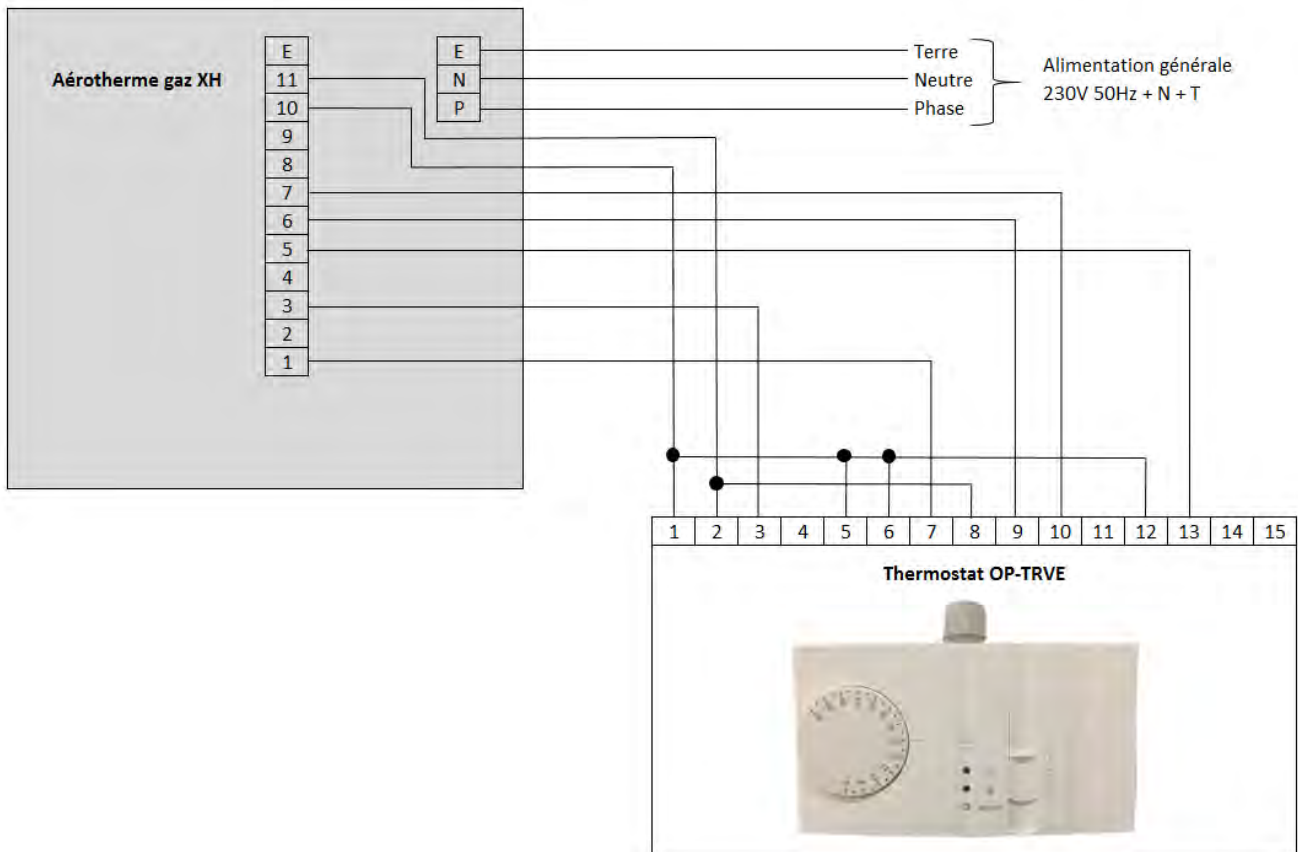 Aérotherme gaz XH
E
11
10
9
8
7
6
5
4
3
2
1
E
N
P
Terre
Neutre
Phase
Alimentation générale
230V 50Hz + N + T
1 2 3 4 5 6 7 8 9 10 11 12 13 14 15
Thermostat OP-TRVE